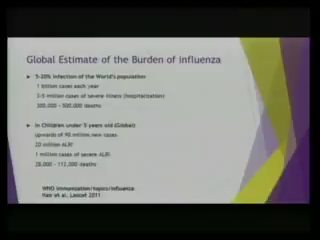 Global Estimate of the Burden of influenza
5-20% infection of the World's population
1 billion cases each year
3-5 million cases of severe illness (hospitalization)
300,000 - 500,000 deaths
In Children under 5 years old (Global)
upwards of 90 million new cases
20 million ALRI
1 million cases of severe ALRI
28,000 - 112,000 deaths
WHO immunization/topics/influenza
Nair et al. Lancet 2011